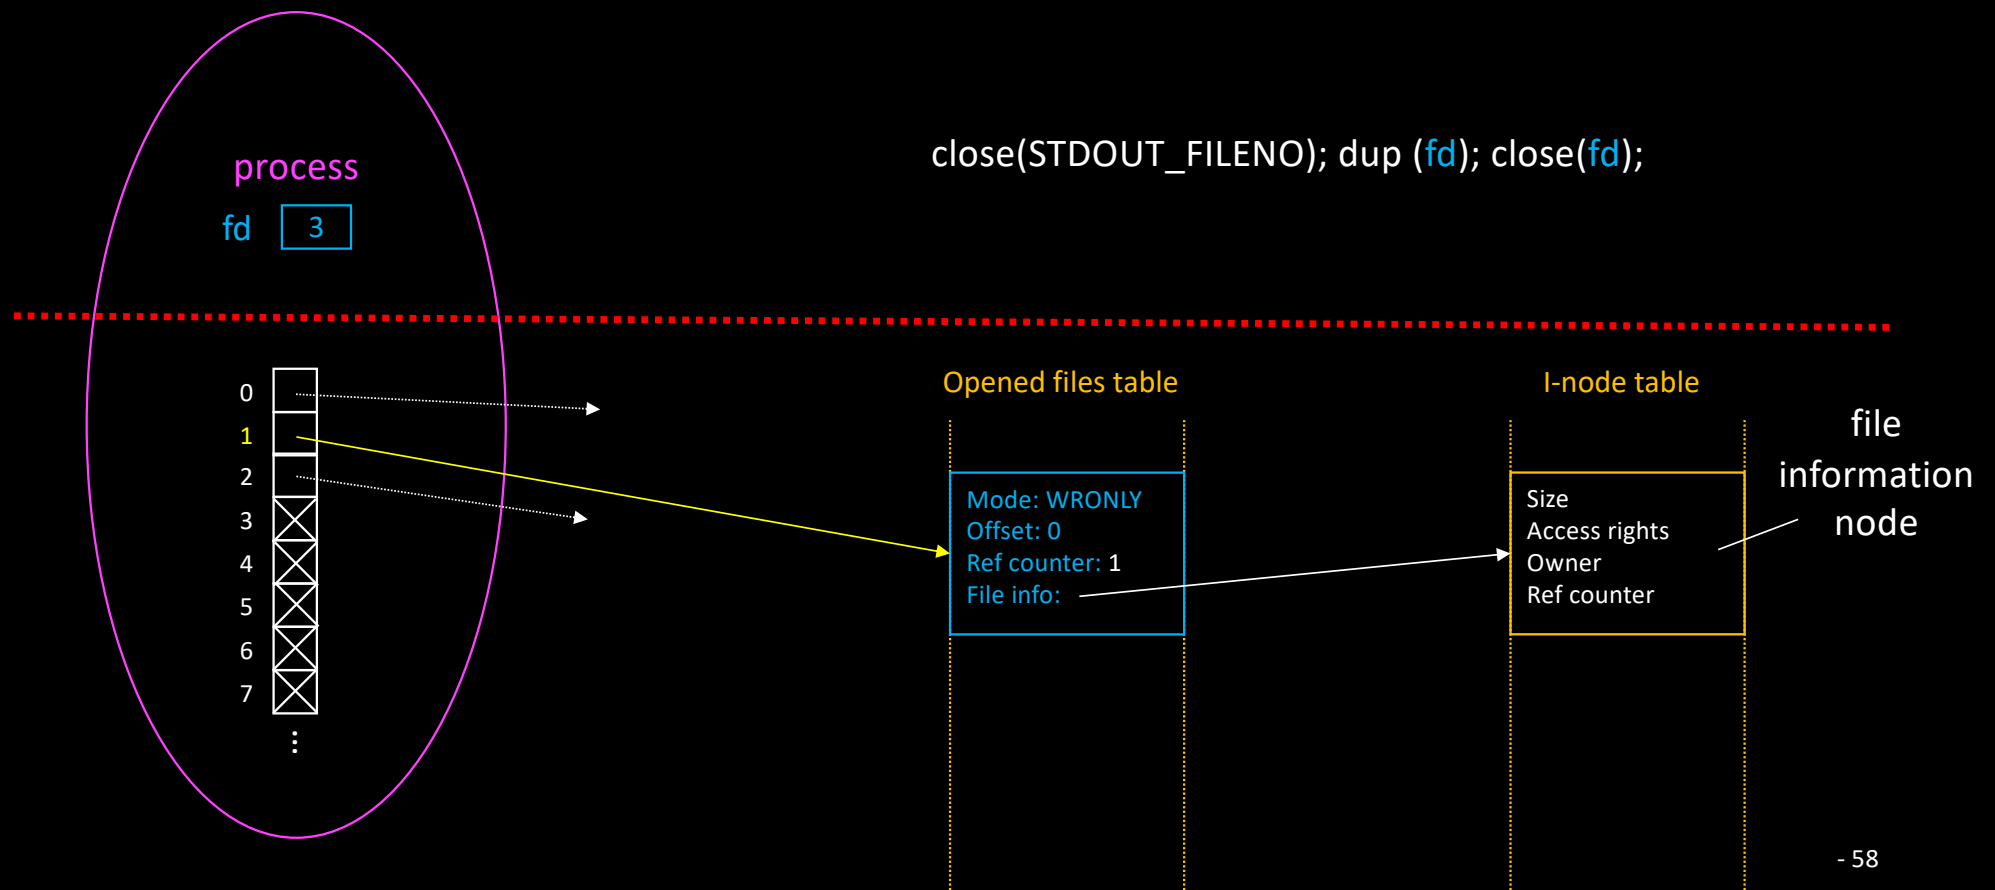 process
fd 3
close(STDOUT_FILENO); dup (fd); close(fd);
0
1
2
3
4
5
6
7
⋮
Opened files table
Mode: WRONLY
Offset: 0
Ref counter: 1
File info:
I-node table
Size
Access rights
Owner
Ref counter
file
information
node
- 58